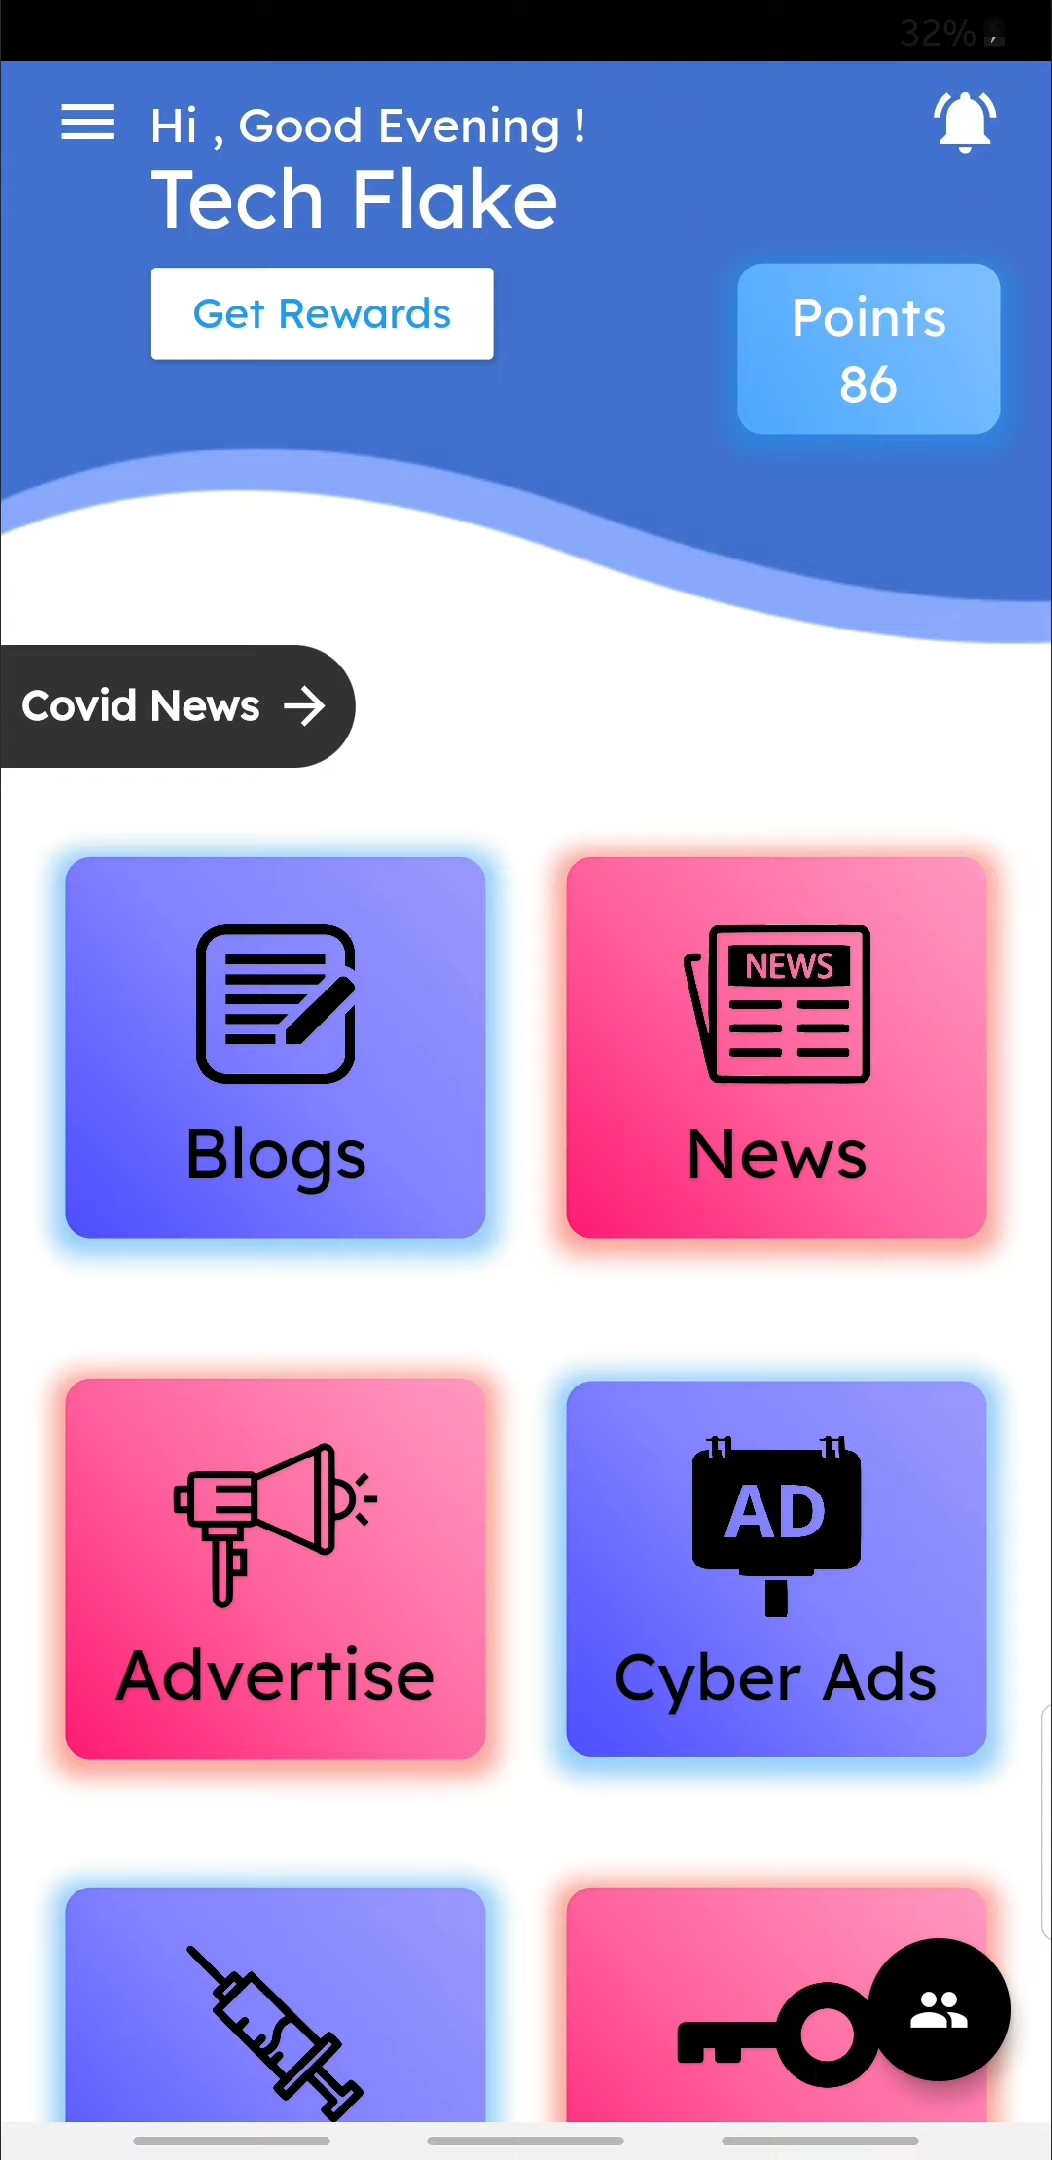 32%
Hi , Good Evening !
Tech Flake
Get Rewards
Points
86
Covid News
NEWS
Blogs
News
AD
Advertise
Cyber Ads